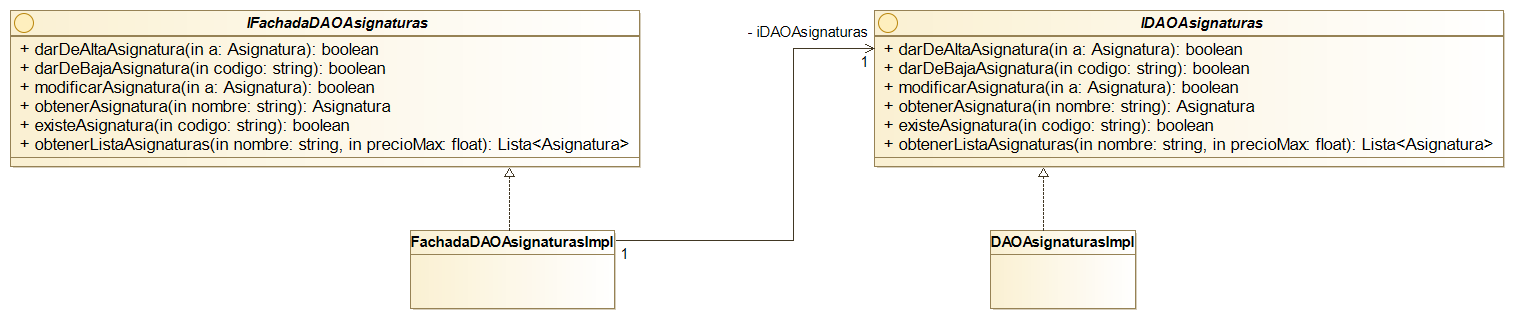 IFachadaDAOAsignaturas
+ darDeAltaAsignatura(in a: Asignatura): boolean
+ darDeBajaAsignatura(in codigo: string): boolean
+ modificarAsignatura(in a: Asignatura): boolean
+ obtenerAsignatura(in nombre: string): Asignatura
+ existeAsignatura(in codigo: string): boolean
+ obtenerListaAsignaturas(in nombre: string, in precioMax: float): Lista<Asignatura>
- iDAOAsignaturas
1
IDAOAsignaturas
+ darDeAltaAsignatura(in a: Asignatura): boolean
+ darDeBajaAsignatura(in codigo: string): boolean
+ modificarAsignatura(in a: Asignatura): boolean
+ obtenerAsignatura(in nombre: string): Asignatura
+ existeAsignatura(in codigo: string): boolean
+ obtenerListaAsignaturas(in nombre: string, in precioMax: float): Lista<Asignatura>
FachadaDAOAsignaturasImpl
1
DAOAsignaturasImpl